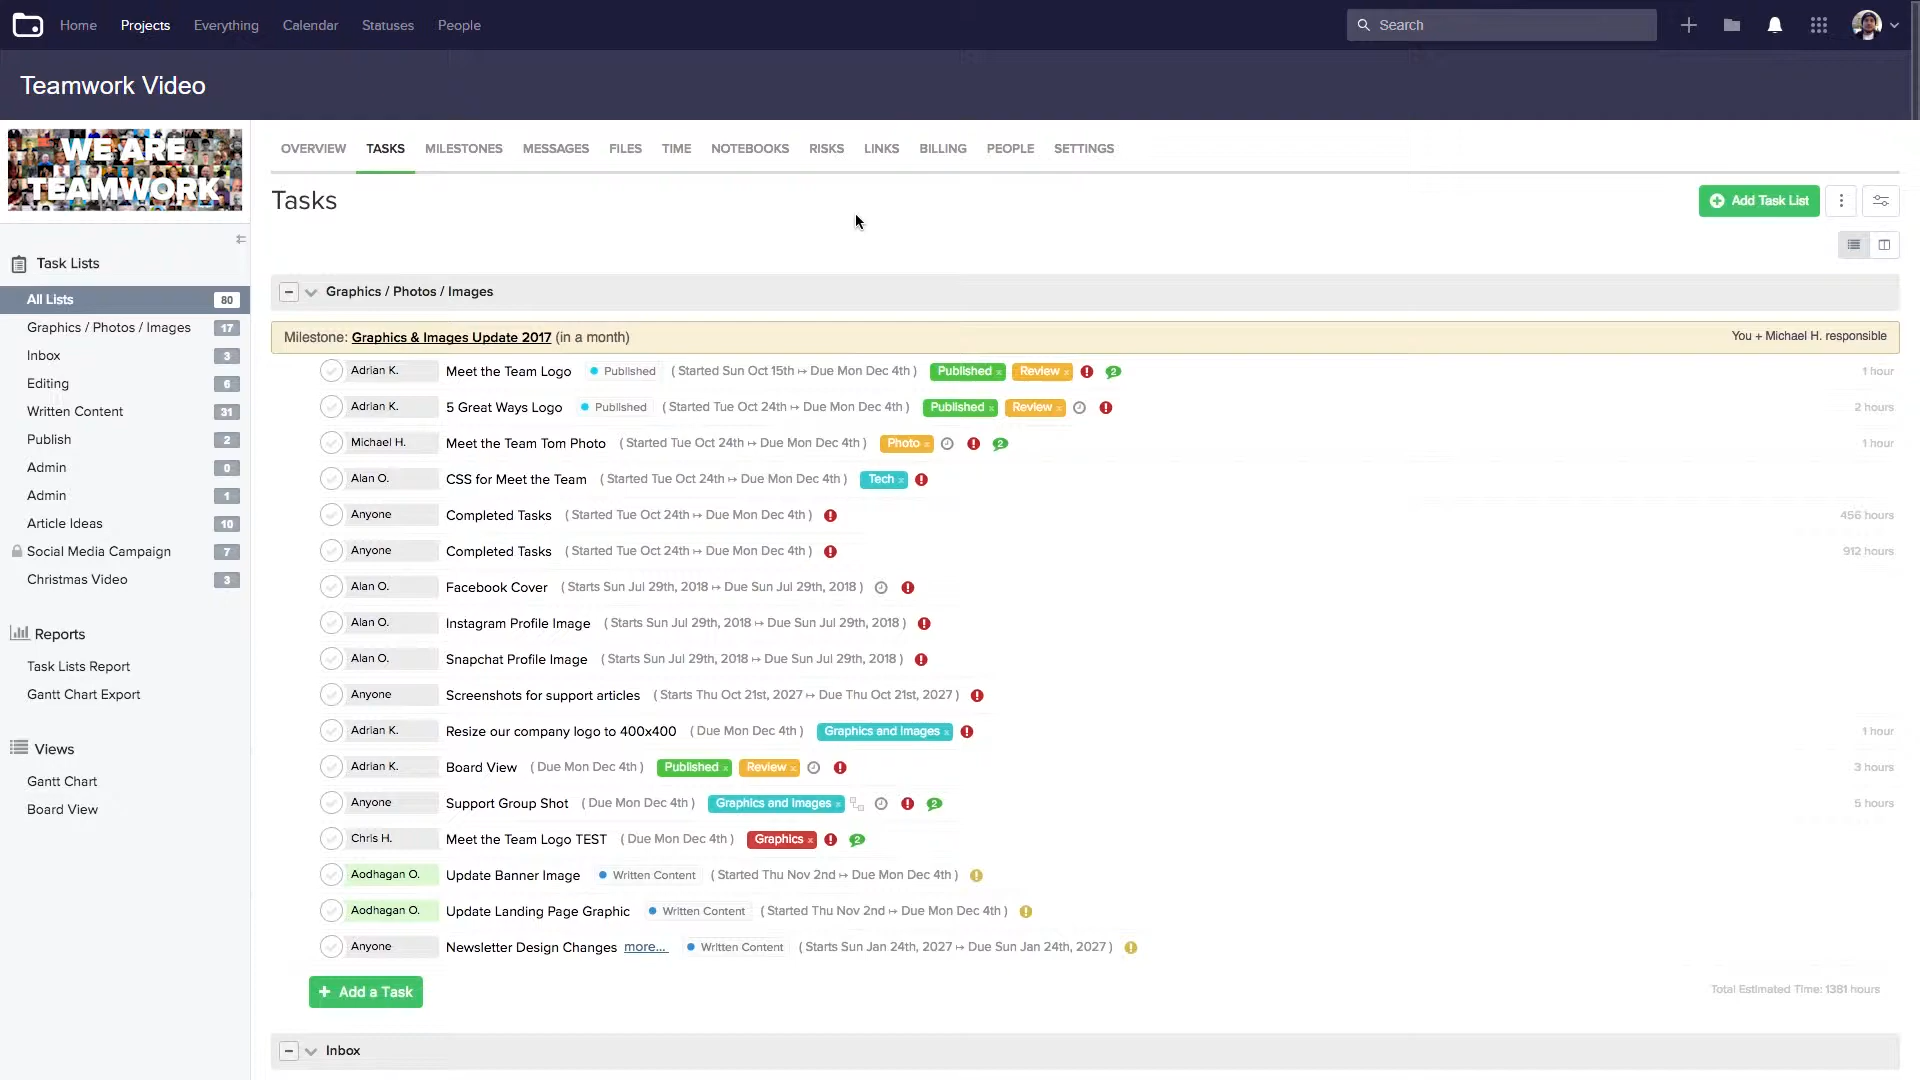 Home Projects Everything Calendar Statuses People Search
Teamwork Video
WE ARE
TEAMWORK
OVERVIEW TASKS MILESTONES MESSAGES FILES TIME NOTEBOOKS RISKS LINKS BILLING PEOPLE SETTINGS
Tasks
Add Task List
Task Lists
All Lists 80
Graphics / Photos / Images 17
Inbox 3
Editing 6
Written Content 31
Publish 2
Admin 0
Admin 1
Article Ideas 10
Social Media Campaign 7
Christmas Video 3
Reports
Task Lists Report
Gantt Chart Export
Views
Gantt Chart
Board View
Graphics / Photos / Images
Milestone: Graphics & Images Update 2017 (in a month) You + Michael H. responsible
Adrian K. Meet the Team Logo Published ( Started Sun Oct 15th ↦ Due Mon Dec 4th ) Published × Review × 2 1 hour
Adrian K. 5 Great Ways Logo Published ( Started Tue Oct 24th ↦ Due Mon Dec 4th ) Published × Review × 2 hours
Michael H. Meet the Team Tom Photo ( Started Tue Oct 24th ↦ Due Mon Dec 4th ) Photo × 2 1 hour
Alan O. CSS for Meet the Team ( Started Tue Oct 24th ↦ Due Mon Dec 4th ) Tech ×
Anyone Completed Tasks ( Started Tue Oct 24th ↦ Due Mon Dec 4th ) 456 hours
Anyone Completed Tasks ( Started Tue Oct 24th ↦ Due Mon Dec 4th ) 912 hours
Alan O. Facebook Cover ( Starts Sun Jul 29th, 2018 ↦ Due Sun Jul 29th, 2018 )
Alan O. Instagram Profile Image ( Starts Sun Jul 29th, 2018 ↦ Due Sun Jul 29th, 2018 )
Alan O. Snapchat Profile Image ( Starts Sun Jul 29th, 2018 ↦ Due Sun Jul 29th, 2018 )
Anyone Screenshots for support articles ( Starts Thu Oct 21st, 2027 ↦ Due Thu Oct 21st, 2027 )
Adrian K. Resize our company logo to 400x400 ( Due Mon Dec 4th ) Graphics and Images × 1 hour
Adrian K. Board View ( Due Mon Dec 4th ) Published × Review × 3 hours
Anyone Support Group Shot ( Due Mon Dec 4th ) Graphics and Images × 2 5 hours
Chris H. Meet the Team Logo TEST ( Due Mon Dec 4th ) Graphics × 2
Aodhagan O. Update Banner Image Written Content ( Started Thu Nov 2nd ↦ Due Mon Dec 4th )
Aodhagan O. Update Landing Page Graphic Written Content ( Started Thu Nov 2nd ↦ Due Mon Dec 4th )
Anyone Newsletter Design Changes more... Written Content ( Starts Sun Jan 24th, 2027 ↦ Due Sun Jan 24th, 2027 )
+ Add a Task
Total Estimated Time: 1381 hours
Inbox